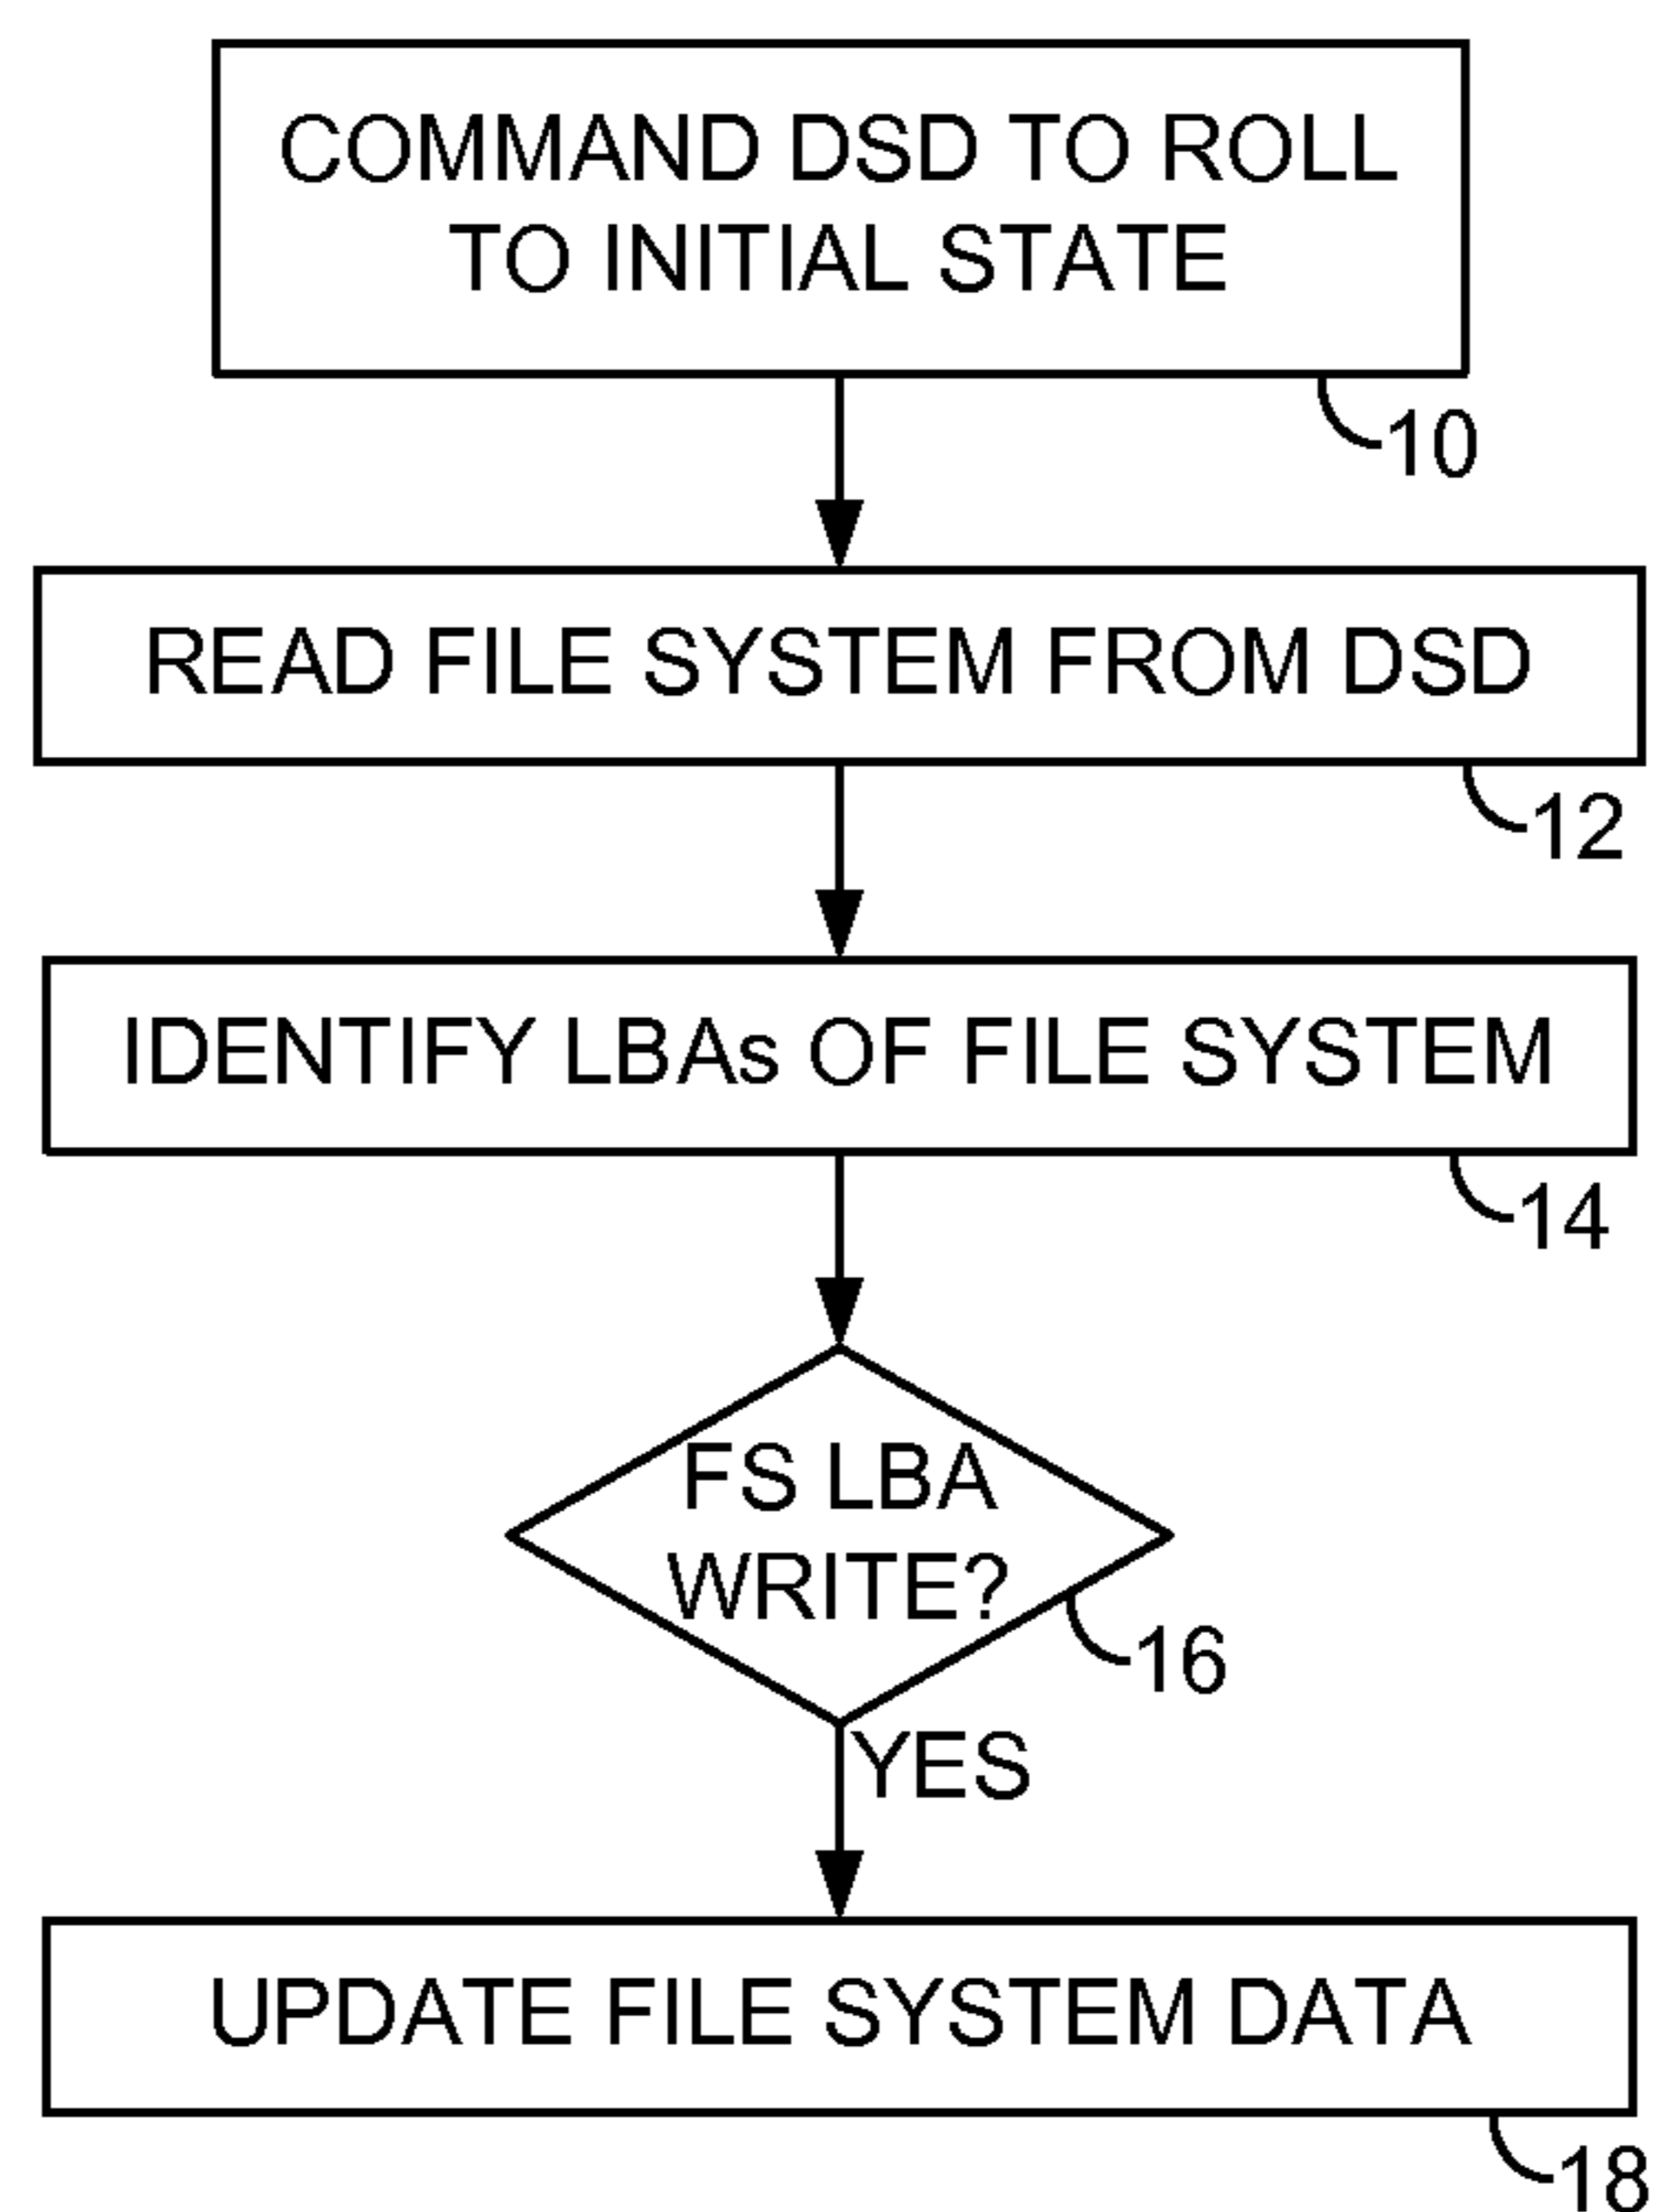 COMMAND DSD TO ROLL
TO INITIAL STATE
10
READ FILE SYSTEM FROM DSD
12
IDENTIFY LBAs OF FILE SYSTEM
14
FS LBA
WRITE?
16
YES
UPDATE FILE SYSTEM DATA
18